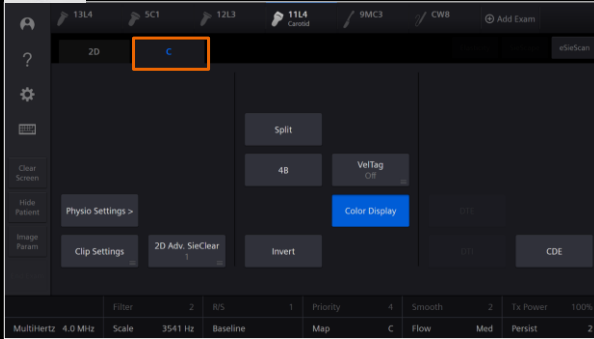 13L4
5C1
12L3
11L4
Carotid
9MC3
CW8
Add Exam
2D
C
eSieScan
?
Split
Clear
Screen
4B
VelTag
Off
Hide
Patient
Physio Settings >
Color Display
Image
Param
Clip Settings
2D Adv. SieClear
1
Invert
DTI
CDE
Filter 2 R/S 1 Priority 4 Smooth 2 Tx Power 100%
MultiHertz 4.0 MHz Scale 3541 Hz Baseline Map C Flow Med Persist 2